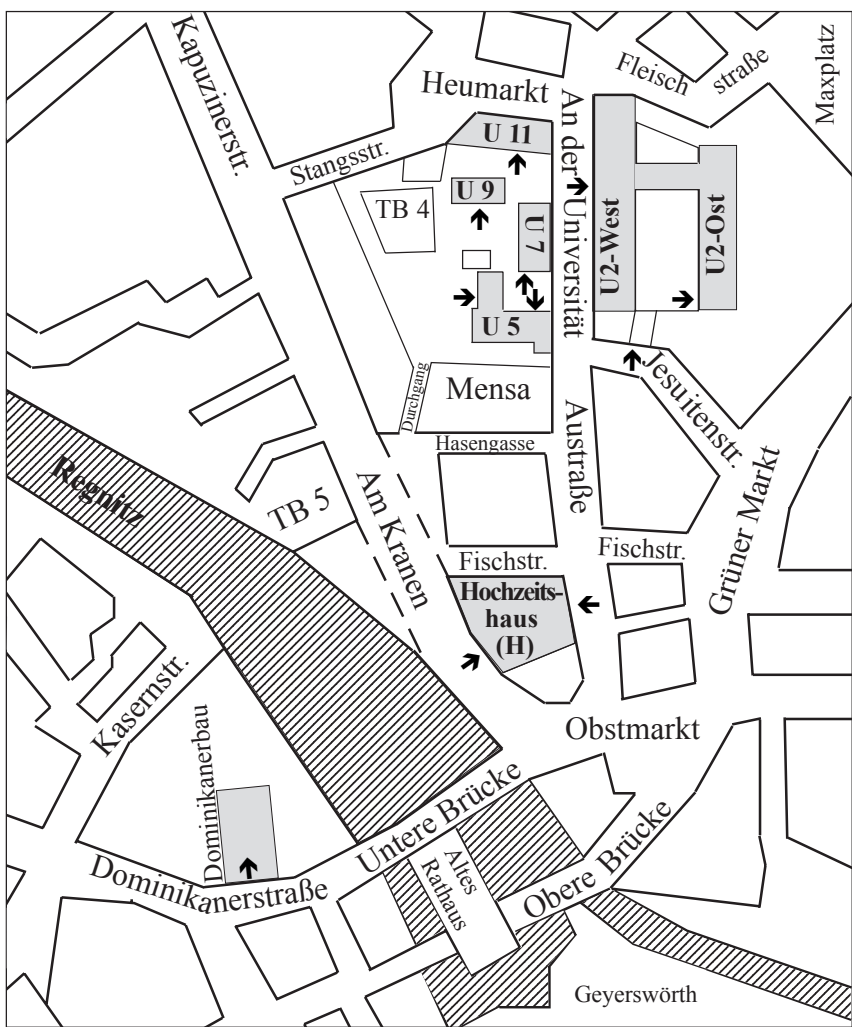 Kapuzinerstr.
Heumarkt
Fleisch
straße
Maxplatz
An der
Universität
U 11
Stangsstr.
U 9
TB 4
U 7
U2-West
U2-Ost
U 5
Durchgang
Mensa
Jesuitenstr.
Hasengasse
Austraße
Regnitz
TB 5
Am Kranen
Grüner Markt
Fischstr.
Fischstr.
Hochzeits-
haus
(H)
Kasernstr.
Obstmarkt
Dominikanerbau
Untere Brücke
Dominikanerstraße
Altes
Rathaus
Obere Brücke
Geyerswörth